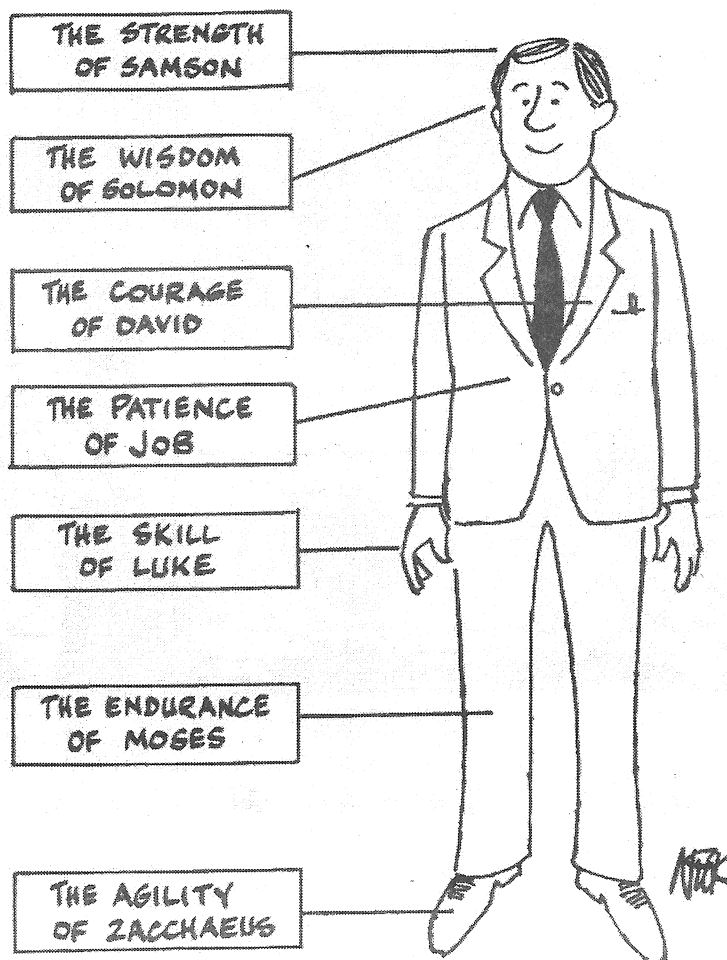 THE STRENGTH
OF SAMSON
THE WISDOM
OF SOLOMON
THE COURAGE
OF DAVID
THE PATIENCE
OF JOB
THE SKILL
OF LUKE
THE ENDURANCE
OF MOSES
THE AGILITY
OF ZACCHAEUS